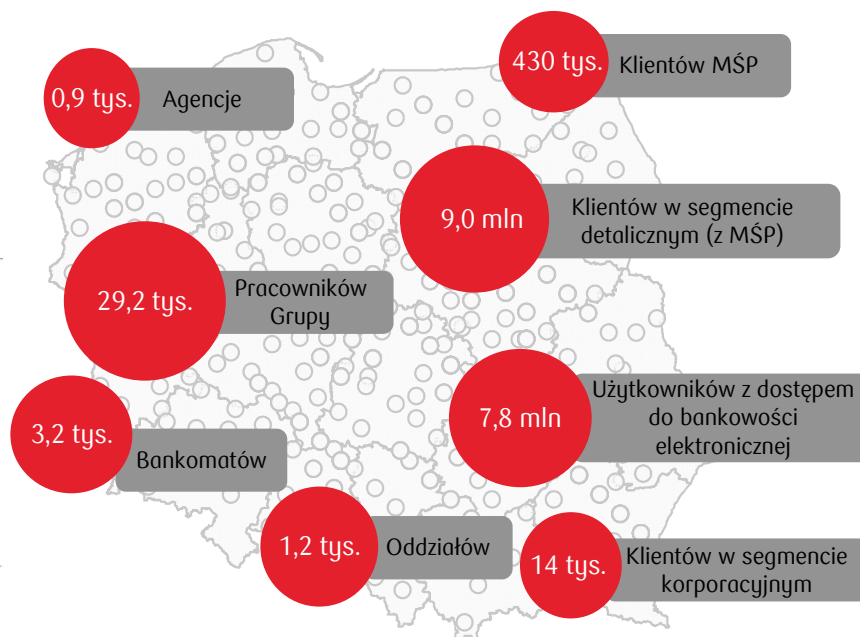 0,9 tys.
Agencje
430 tys.
Klientów MŚP
9,0 mln
Klientów w segmencie
detalicznym (z MŚP)
29,2 tys.
Pracowników
Grupy
7,8 mln
Użytkowników z dostępem
do bankowości
elektronicznej
3,2 tys.
Bankomatów
1,2 tys.
Oddziałów
14 tys.
Klientów w segmencie
korporacyjnym